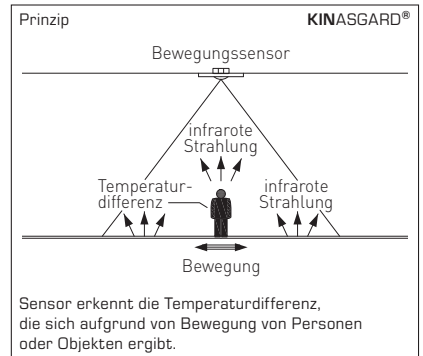 Prinzip KINASGARD®
Bewegungssensor
infrarote
Strahlung
Temperatur-
differenz
infrarote
Strahlung
Bewegung
Sensor erkennt die Temperaturdifferenz,
die sich aufgrund von Bewegung von Personen
oder Objekten ergibt.